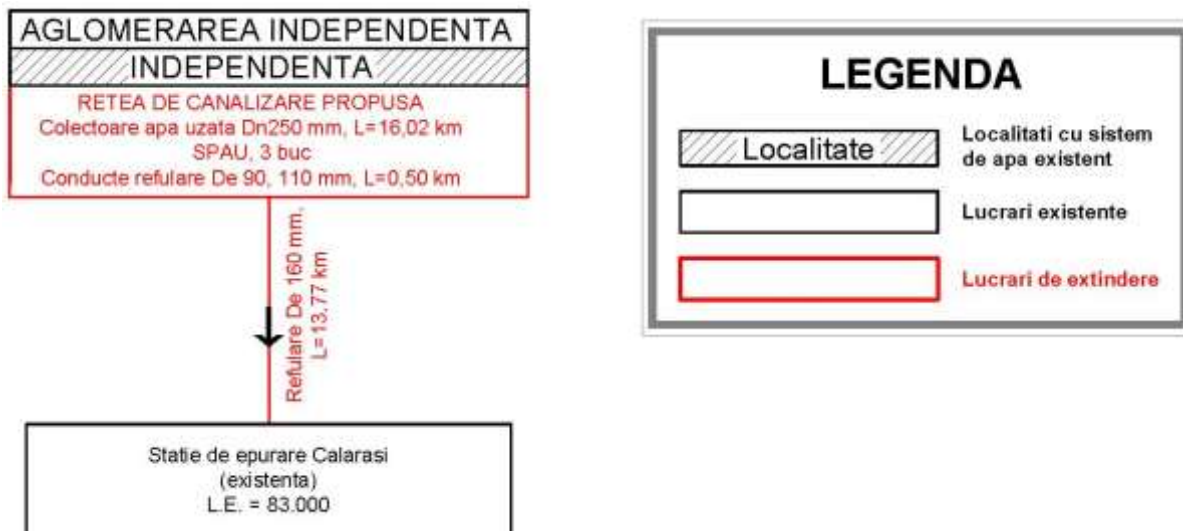 AGLOMERAREA INDEPENDENTA
INDEPENDENTA
RETEA DE CANALIZARE PROPUSA
Colectoare apa uzata Dn250 mm, L=16,02 km
SPAU, 3 buc
Conducte refulare De 90, 110 mm, L=0,50 km
Refulare De 160 mm,
L=13,77 km
Statie de epurare Calarasi
(existenta)
L.E. = 83.000
LEGENDA
Localitate
Localitati cu sistem
de apa existent
Lucrari existente
Lucrari de extindere